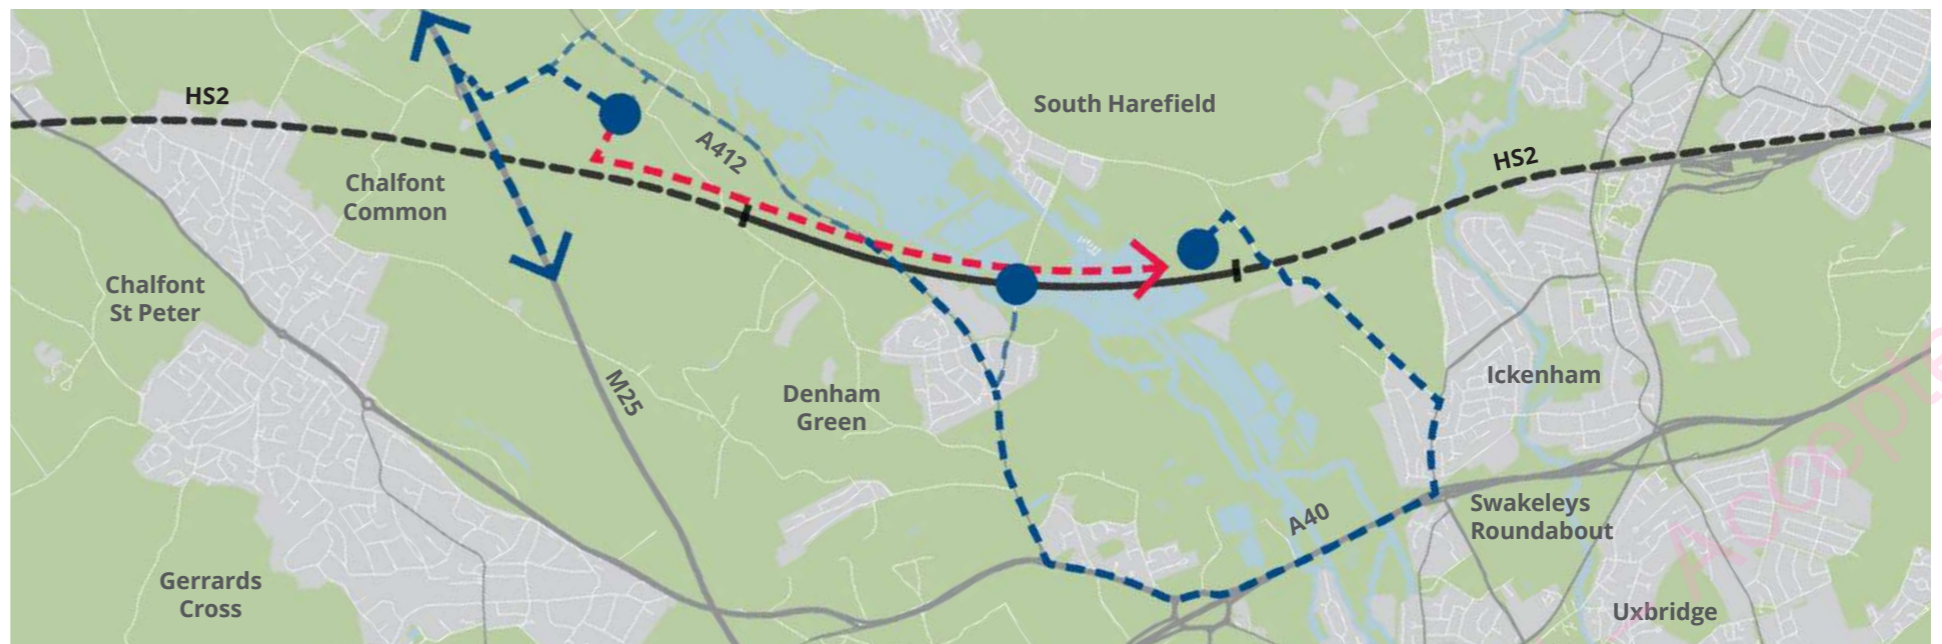 HS2
South Harefield
A412
HS2
Chalfont
Common
Chalfont
St Peter
M25
Denham
Green
Ickenham
A40
Swakeleys
Roundabout
Gerrards
Cross
Uxbridge